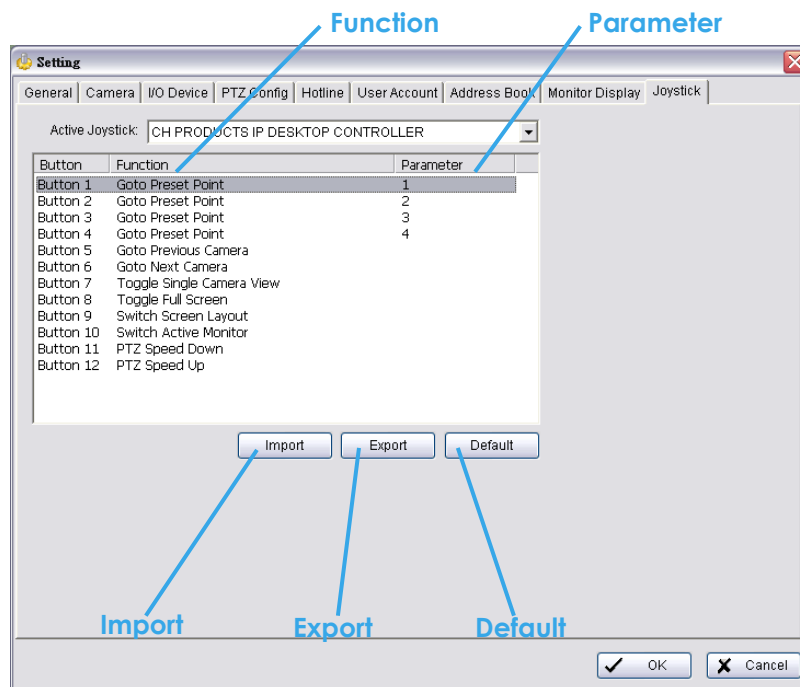 Function Parameter
Setting
General Camera I/O Device PTZ Config Hotline User Account Address Book Monitor Display Joystick
Active Joystick: CH PRODUCTS IP DESKTOP CONTROLLER
Button Function Parameter
Button 1 Goto Preset Point 1
Button 2 Goto Preset Point 2
Button 3 Goto Preset Point 3
Button 4 Goto Preset Point 4
Button 5 Goto Previous Camera
Button 6 Goto Next Camera
Button 7 Toggle Single Camera View
Button 8 Toggle Full Screen
Button 9 Switch Screen Layout
Button 10 Switch Active Monitor
Button 11 PTZ Speed Down
Button 12 PTZ Speed Up
Import Export Default
Import Export Default
OK Cancel